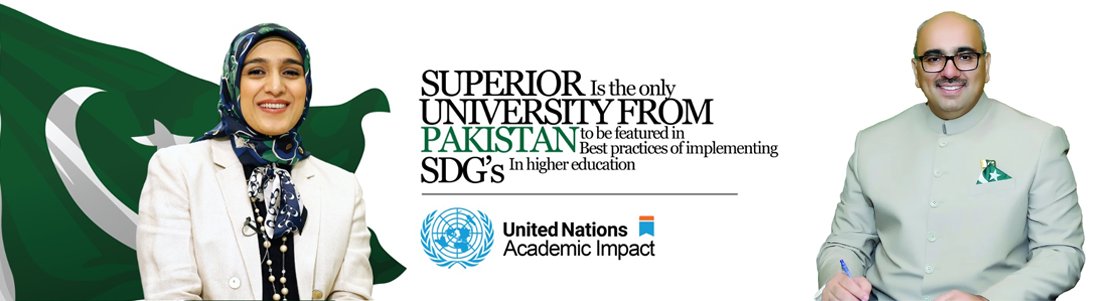 SUPERIOR Is the only
UNIVERSITY FROM
PAKISTAN to be featured in
Best practices of implementing
SDG's In higher education
United Nations
Academic Impact